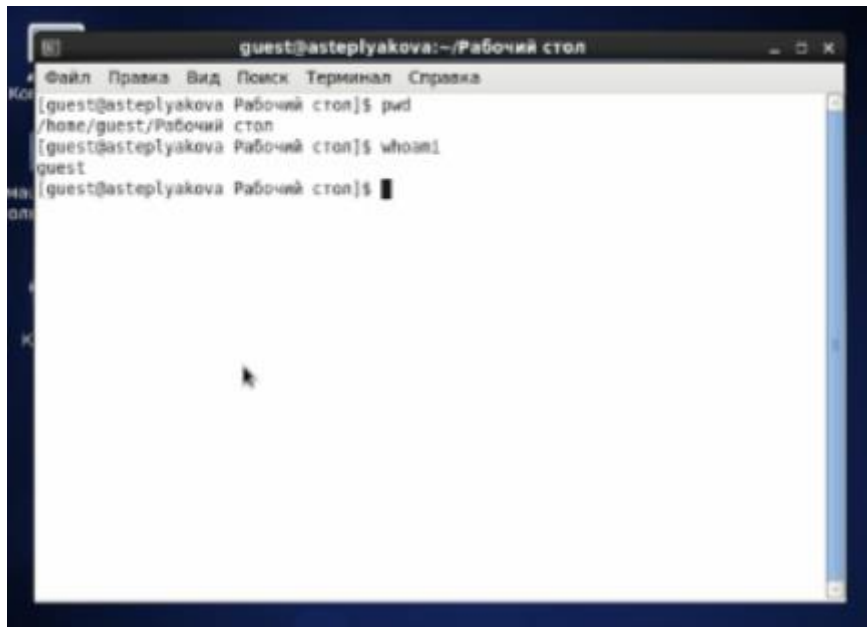 guest@asteplyakova:~/Рабочий стол
Файл Правка Вид Поиск Терминал Справка
[guest@asteplyakova Рабочий стол]$ pwd
/home/guest/Рабочий стол
[guest@asteplyakova Рабочий стол]$ whoami
guest
[guest@asteplyakova Рабочий стол]$